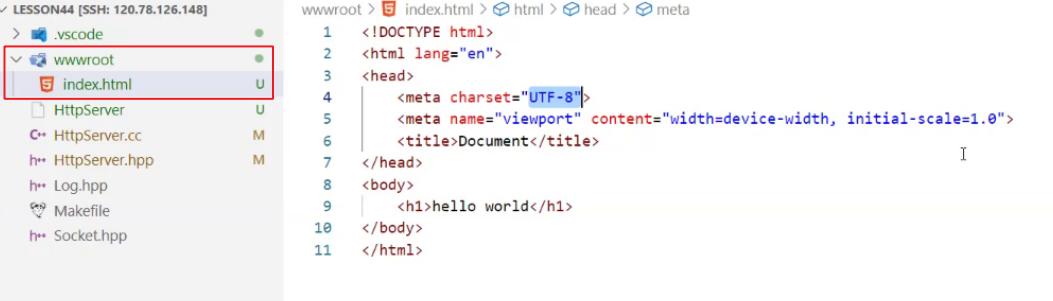 LESSON44 [SSH: 120.78.126.148]
.vscode
wwwroot
index.html U
HttpServer U
HttpServer.cc M
HttpServer.hpp M
Log.hpp
Makefile
Socket.hpp
wwwroot > index.html > html > head > meta
1 <!DOCTYPE html>
2 <html lang="en">
3 <head>
4 <meta charset="UTF-8">
5 <meta name="viewport" content="width=device-width, initial-scale=1.0">
6 <title>Document</title>
7 </head>
8 <body>
9 <h1>hello world</h1>
10 </body>
11 </html>